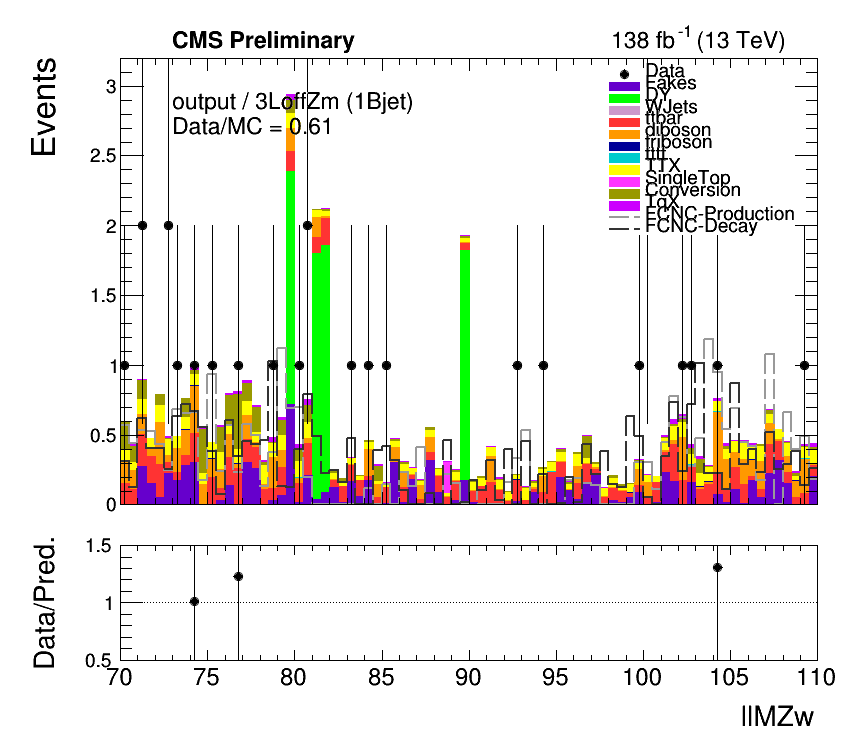 CMS Preliminary
138 fb-1 (13 TeV)
Events
3
2.5
2
1.5
1
0.5
0
output / 3LoffZm (1Bjet)
Data/MC = 0.61
Data
Fakes
DY
WJets
ttbar
diboson
triboson
tttt
TTX
SingleTop
Conversion
TqX
FCNC-Production
FCNC-Decay
Data/Pred.
1.5
1
0.5
70 75 80 85 90 95 100 105 110
llMZw